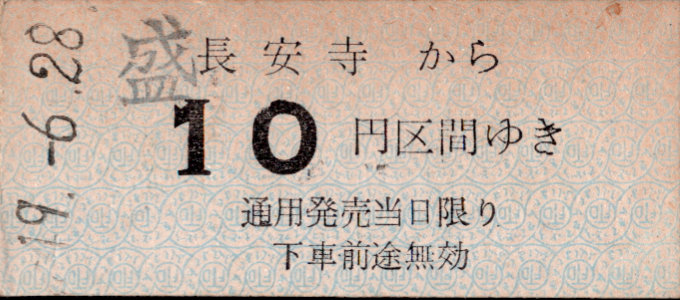 19.-6.28
盛
長安寺 から
10 円区間ゆき
通用発売当日限り
下車前途無効